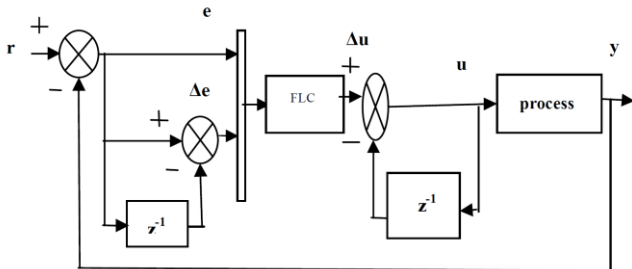 e
Δu
+
r
+
u
y
−
Δe
+
FLC
process
+
−
−
z⁻¹
z⁻¹